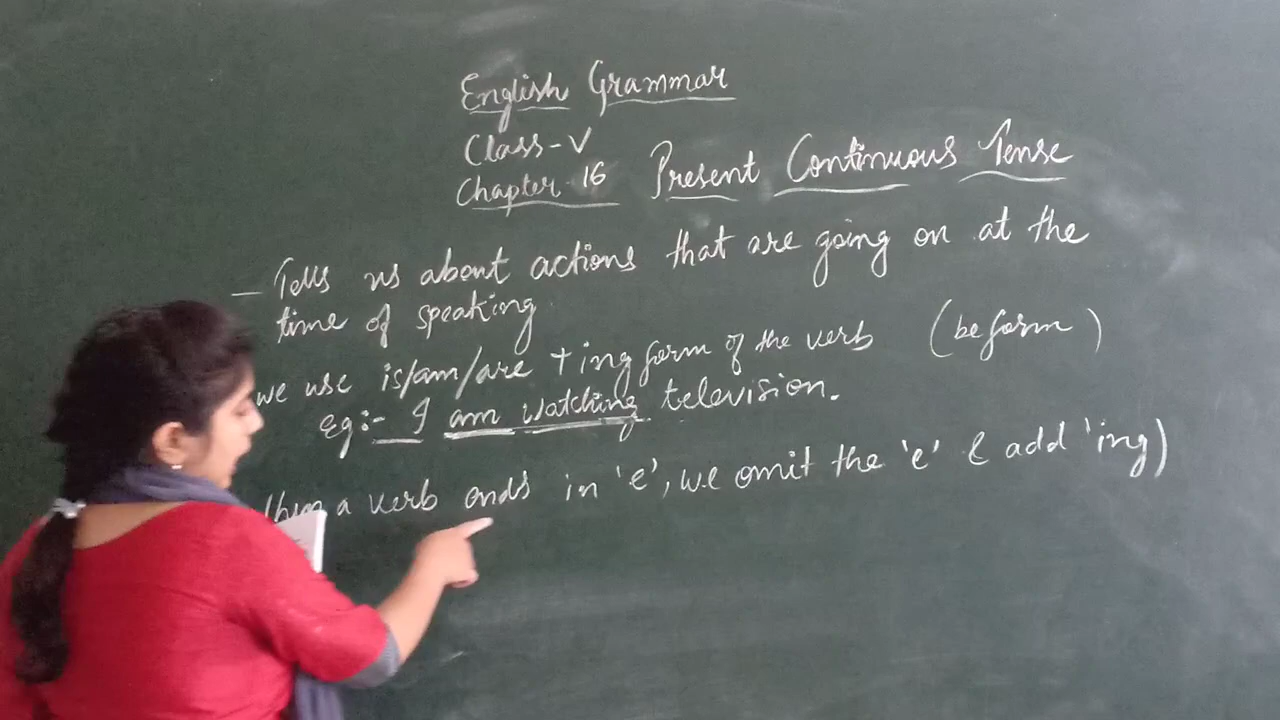 English Grammar
Class-V
Chapter 16 Present Continuous Tense
— Tells us about actions that are going on at the
time of speaking.
we use is/am/are + ing form of the verb (be form)
eg:- I am watching television.
a verb ends in 'e', we omit the 'e' & add 'ing)